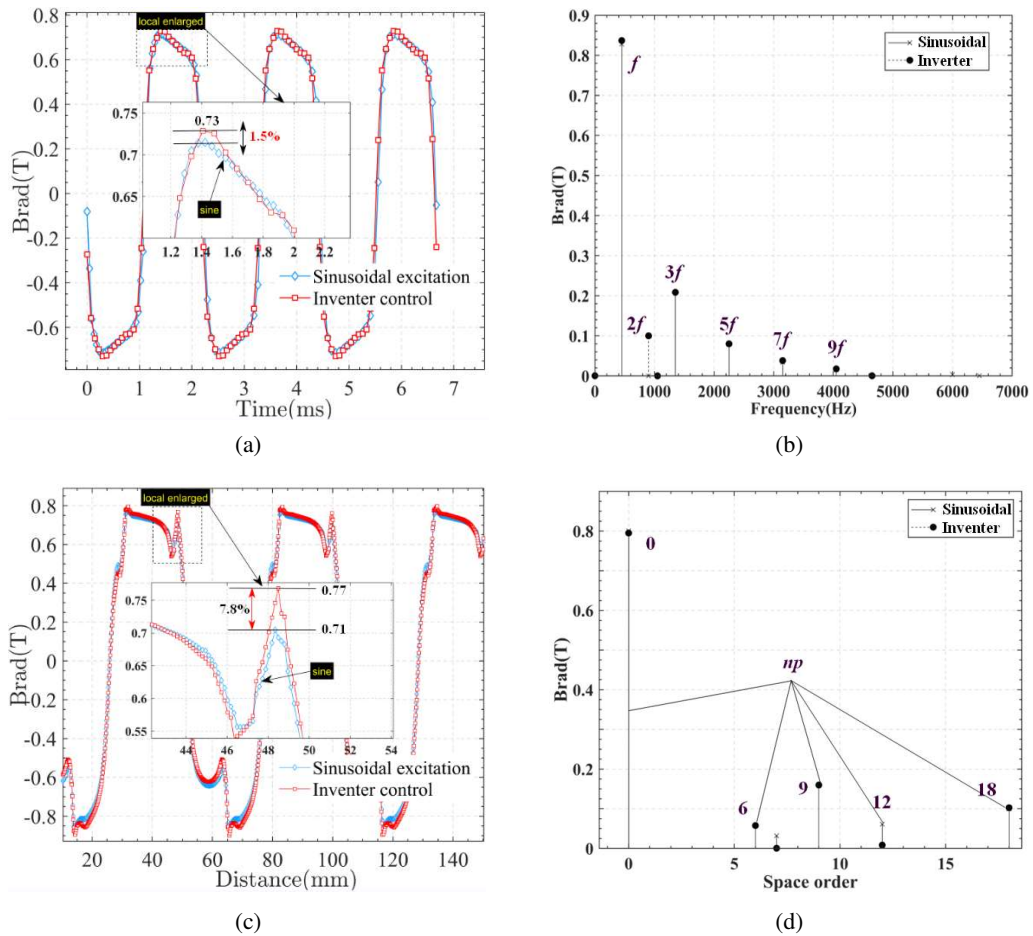 local enlarged
0.8
0.6
0.4
0.2
0
-0.2
-0.4
-0.6
Brad(T)
0.75
0.7
0.65
0.73
1.5%
sine
1.2 1.4 1.6 1.8 2 2.2
Sinusoidal excitation
Inventer control
0 1 2 3 4 5 6 7
Time(ms)
(a)
0.9
0.8
0.7
0.6
0.5
0.4
0.3
0.2
0.1
0
Brad(T)
Sinusoidal
Inverter
f
2f
3f
5f
7f
9f
0 1000 2000 3000 4000 5000 6000 7000
Frequency(Hz)
(b)
local enlarged
0.8
0.6
0.4
0.2
0
-0.2
-0.4
-0.6
-0.8
Brad(T)
0.75
0.7
0.65
0.6
0.55
0.77
7.8%
0.71
sine
44 46 48 50 52 54
Sinusoidal excitation
Inventer control
20 40 60 80 100 120 140
Distance(mm)
(c)
0.8
0.6
0.4
0.2
0
Brad(T)
Sinusoidal
Inventer
0
np
6
9
12
18
0 5 10 15
Space order
(d)